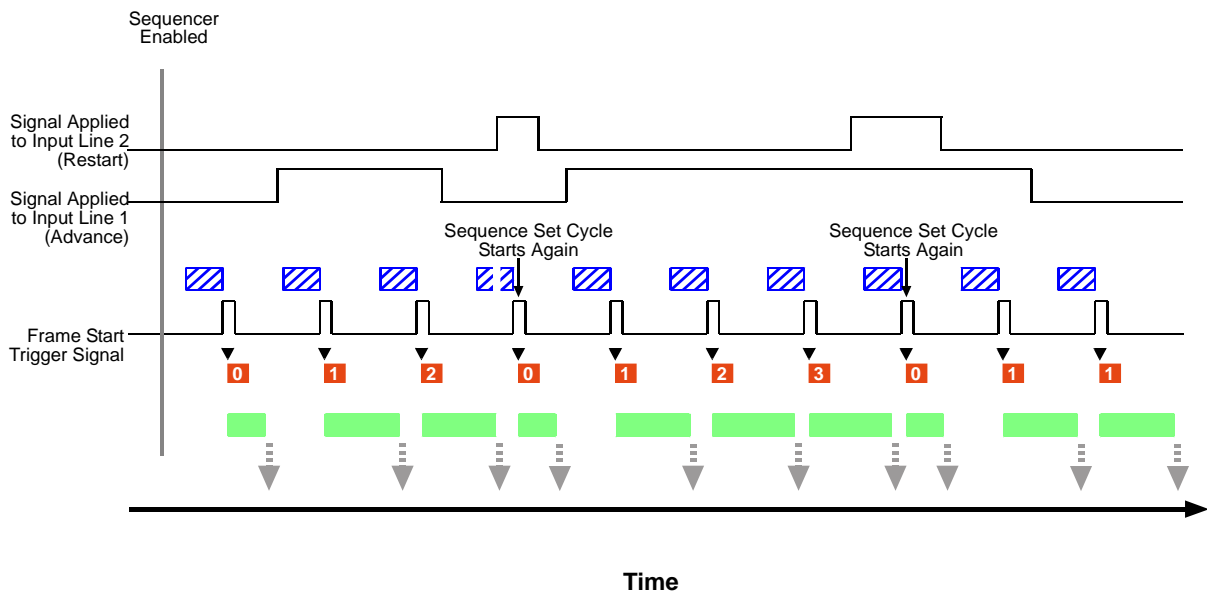 Sequencer
Enabled
Signal Applied
to Input Line 2
(Restart)
Signal Applied
to Input Line 1
(Advance)
Sequence Set Cycle
Starts Again
Sequence Set Cycle
Starts Again
Frame Start
Trigger Signal
0 1 2 0 1 2 3 0 1 1
Time